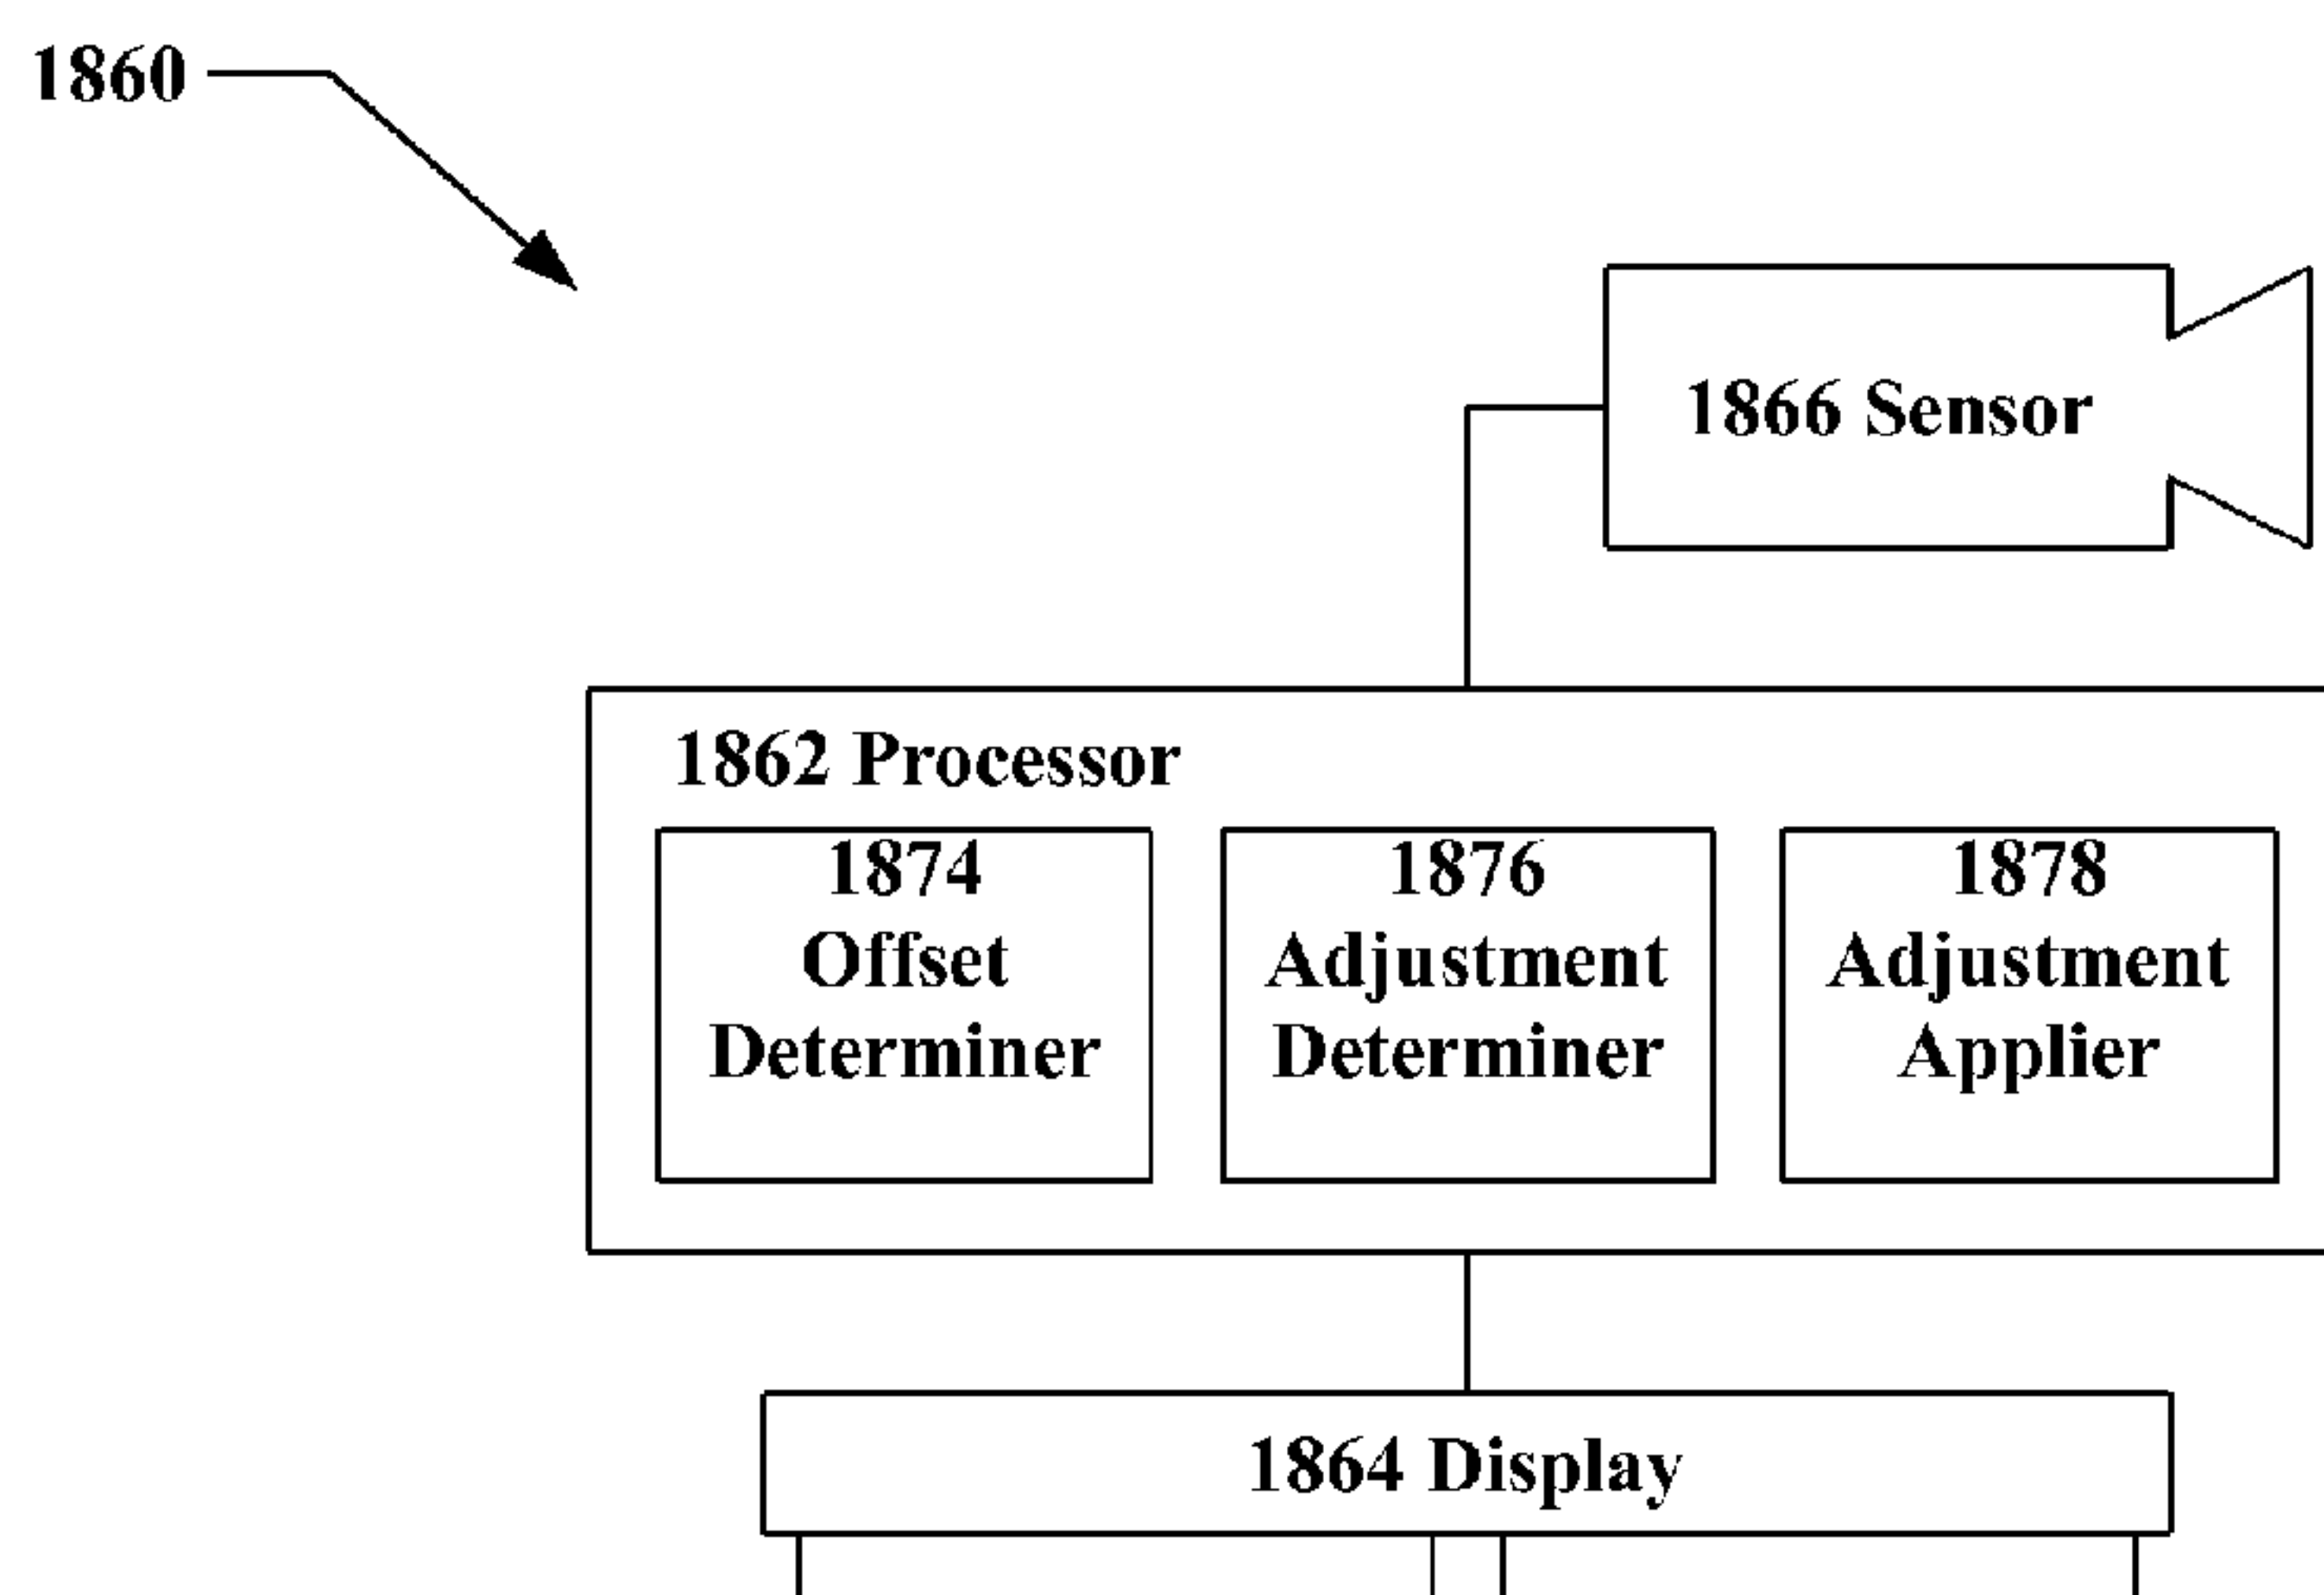 1860
1866 Sensor
1862 Processor
1874
Offset
Determiner
1876
Adjustment
Determiner
1878
Adjustment
Applier
1864 Display